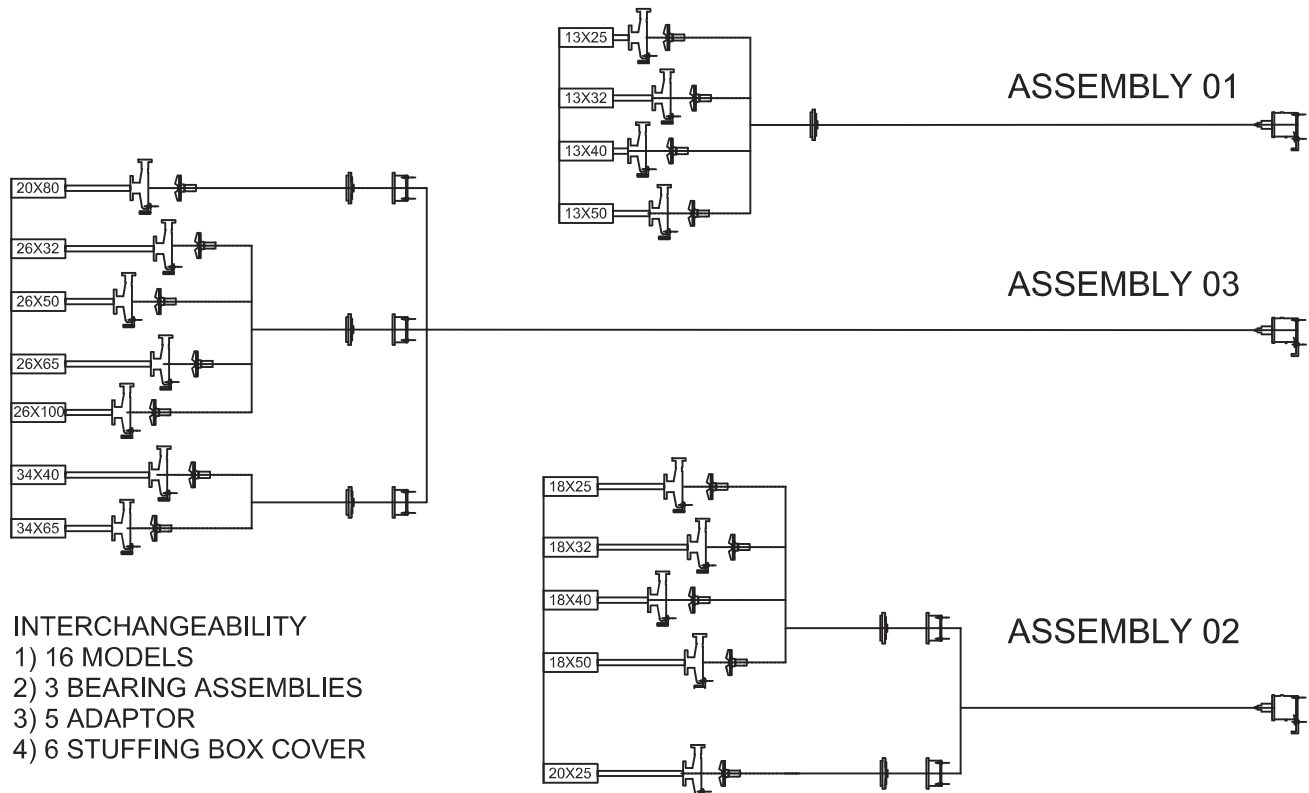 13X25
13X32
13X40
13X50
ASSEMBLY 01
20X80
26X32
26X50
26X65
26X100
34X40
34X65
ASSEMBLY 03
18X25
18X32
18X40
18X50
20X25
ASSEMBLY 02
INTERCHANGEABILITY
1) 16 MODELS
2) 3 BEARING ASSEMBLIES
3) 5 ADAPTOR
4) 6 STUFFING BOX COVER